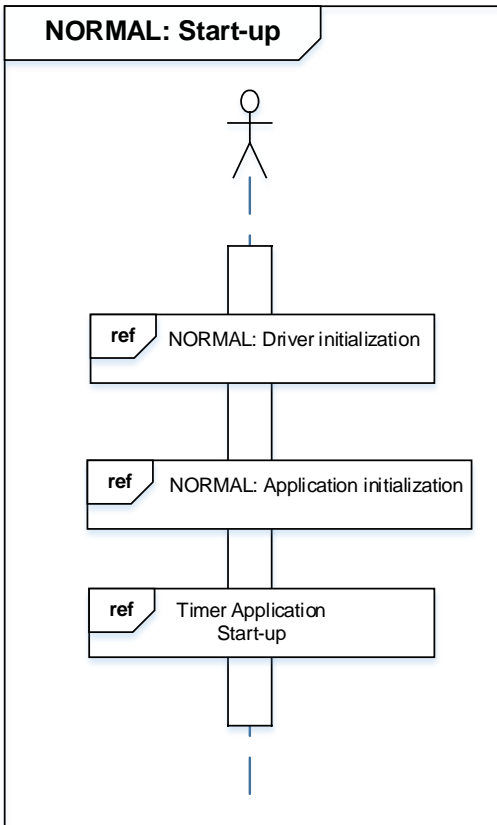 NORMAL: Start-up
ref
NORMAL: Driver initialization
ref
NORMAL: Application initialization
ref
Timer Application
Start-up